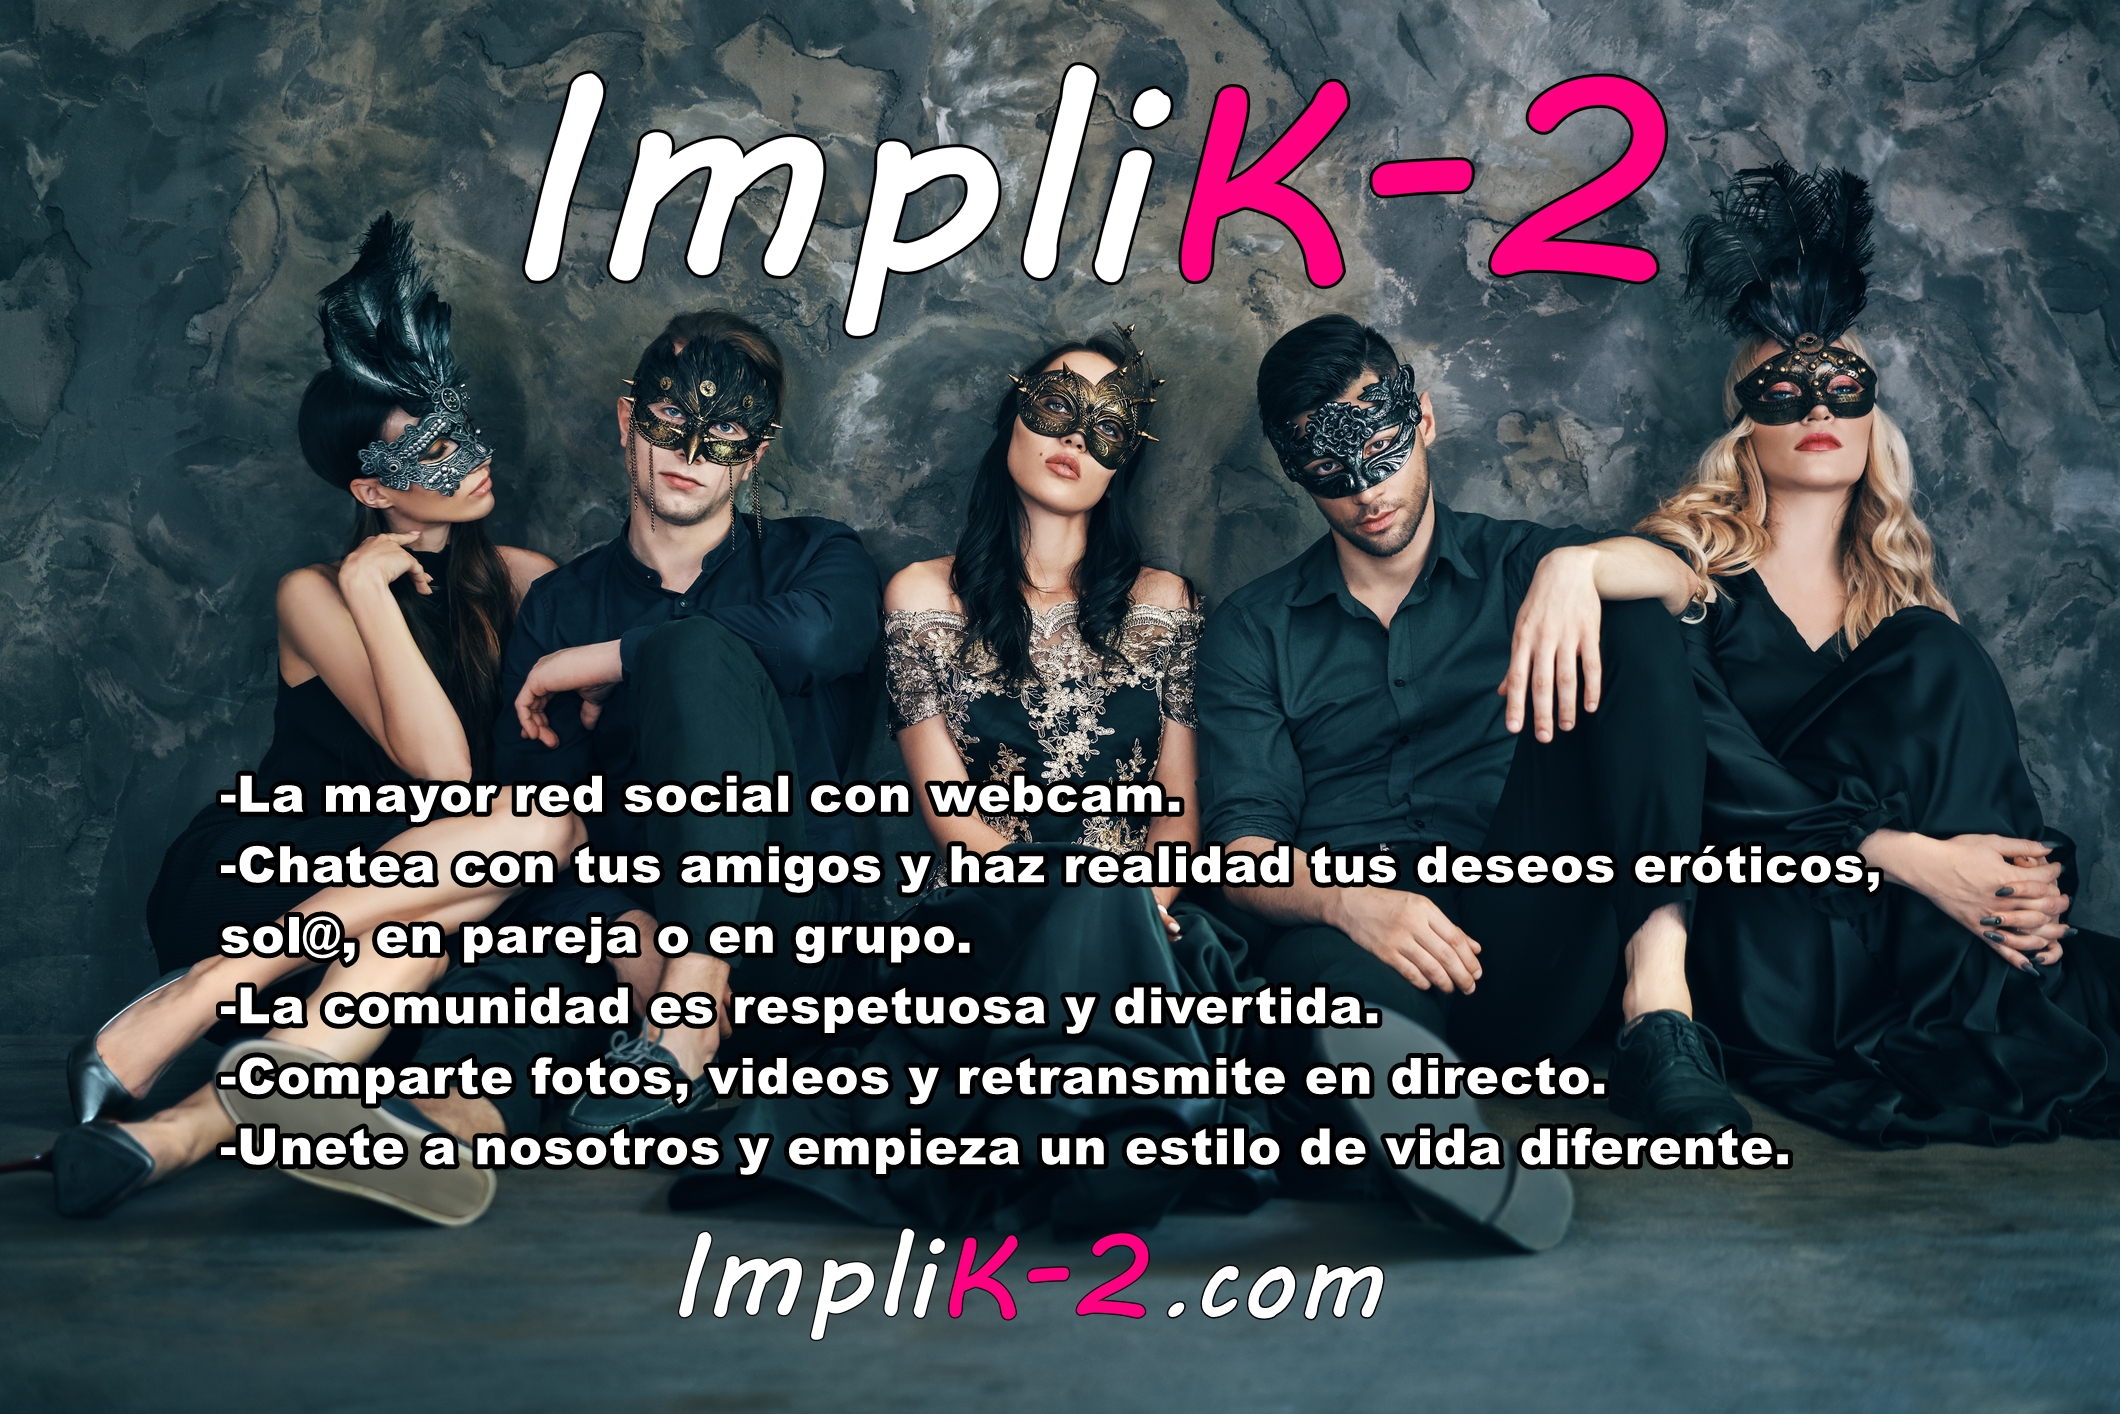 ImpliK-2
-La mayor red social con webcam.
-Chatea con tus amigos y haz realidad tus deseos eróticos,
sol@, en pareja o en grupo.
-La comunidad es respetuosa y divertida.
-Comparte fotos, videos y retransmite en directo.
-Unete a nosotros y empieza un estilo de vida diferente.
ImpliK-2.com